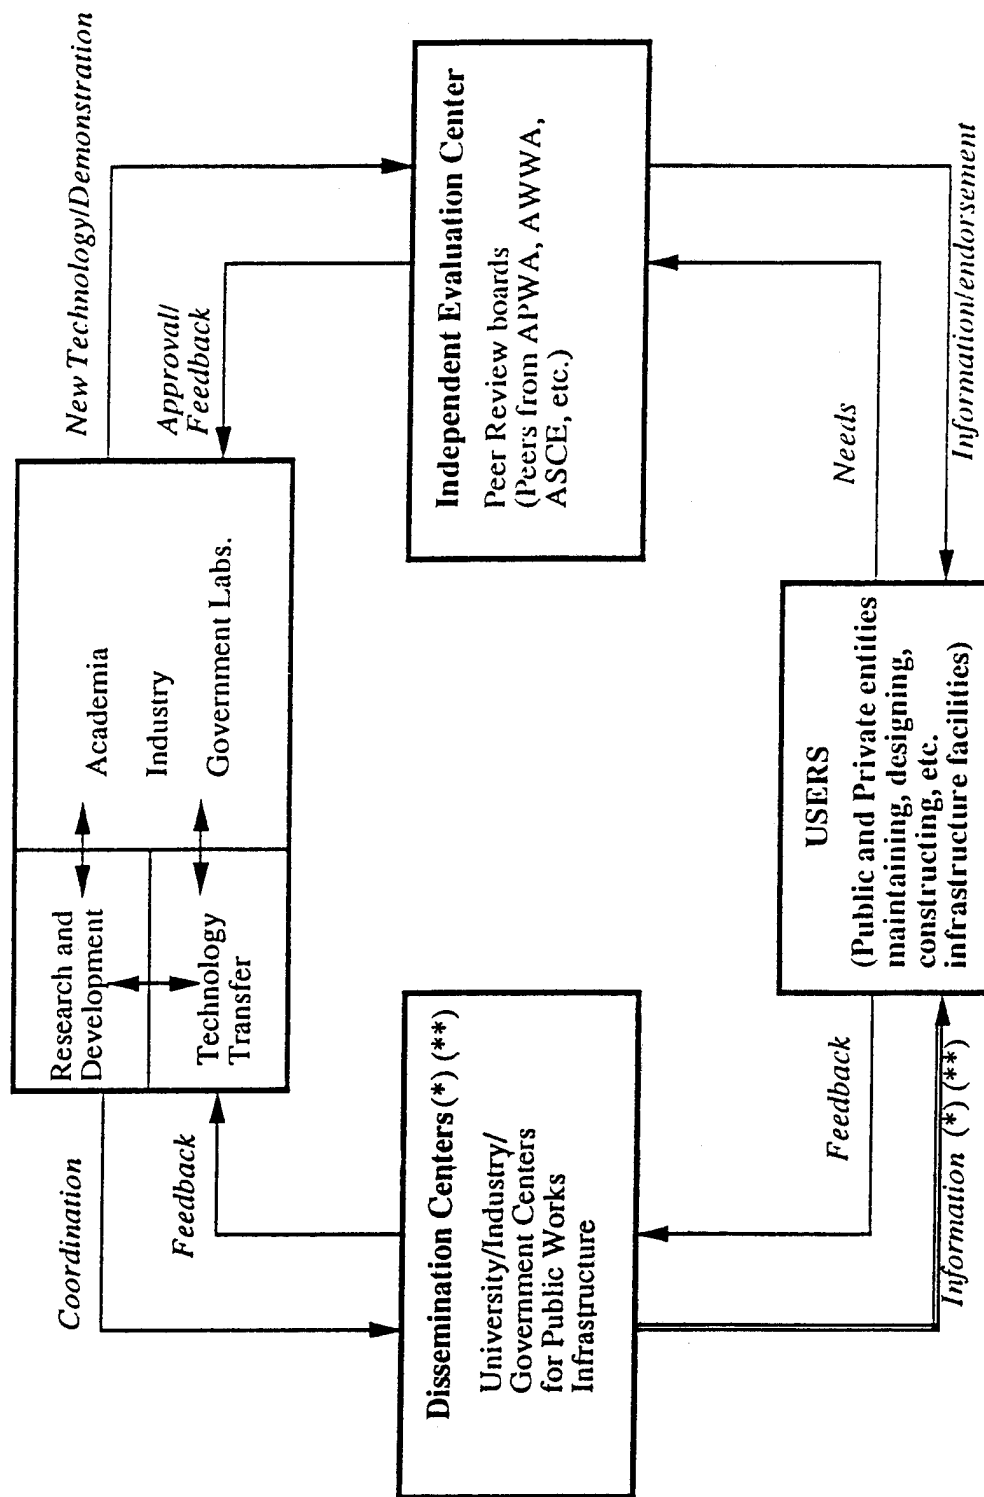 Coordination
Feedback
Research and
Development
Technology
Transfer
Academia
Industry
Government Labs.
New Technology/Demonstration
Approval/
Feedback
Dissemination Centers(*) (**)
University/Industry/
Government Centers
for Public Works
Infrastructure
Independent Evaluation Center
Peer Review boards
(Peers from APWA, AWWA,
ASCE, etc.)
Feedback
Information (*) (**)
USERS
(Public and Private entities
maintaining, designing,
constructing, etc.
infrastructure facilities)
Needs
Information/endorsement